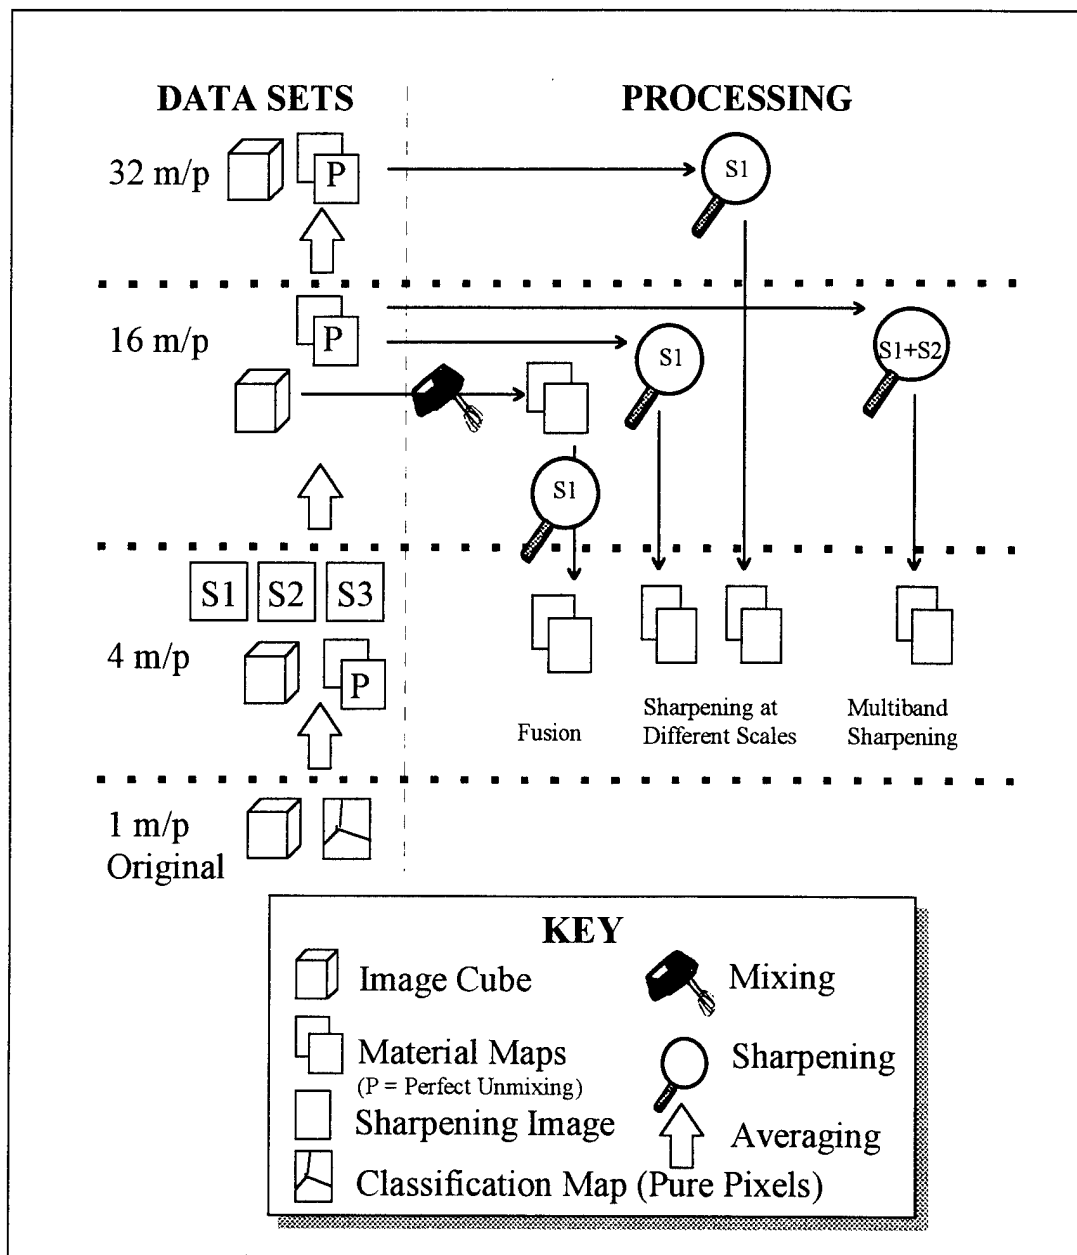 DATA SETS
PROCESSING
32 m/p
P
S1
16 m/p
P
S1
S1+S2
S1
S1
S2
S3
4 m/p
P
Fusion
Sharpening at
Different Scales
Multiband
Sharpening
1 m/p
Original
KEY
Image Cube
Mixing
Material Maps
(P = Perfect Unmixing)
Sharpening
Sharpening Image
Averaging
Classification Map (Pure Pixels)